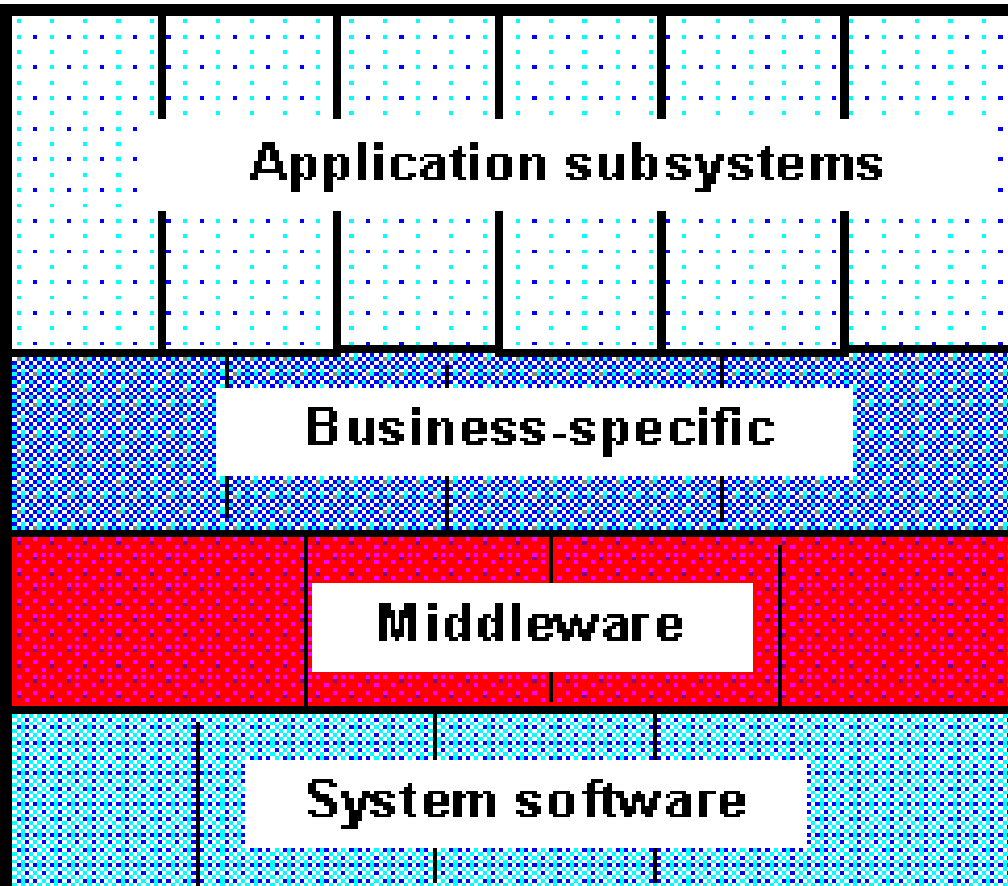 Application subsystems
Business-specific
Middleware
System software